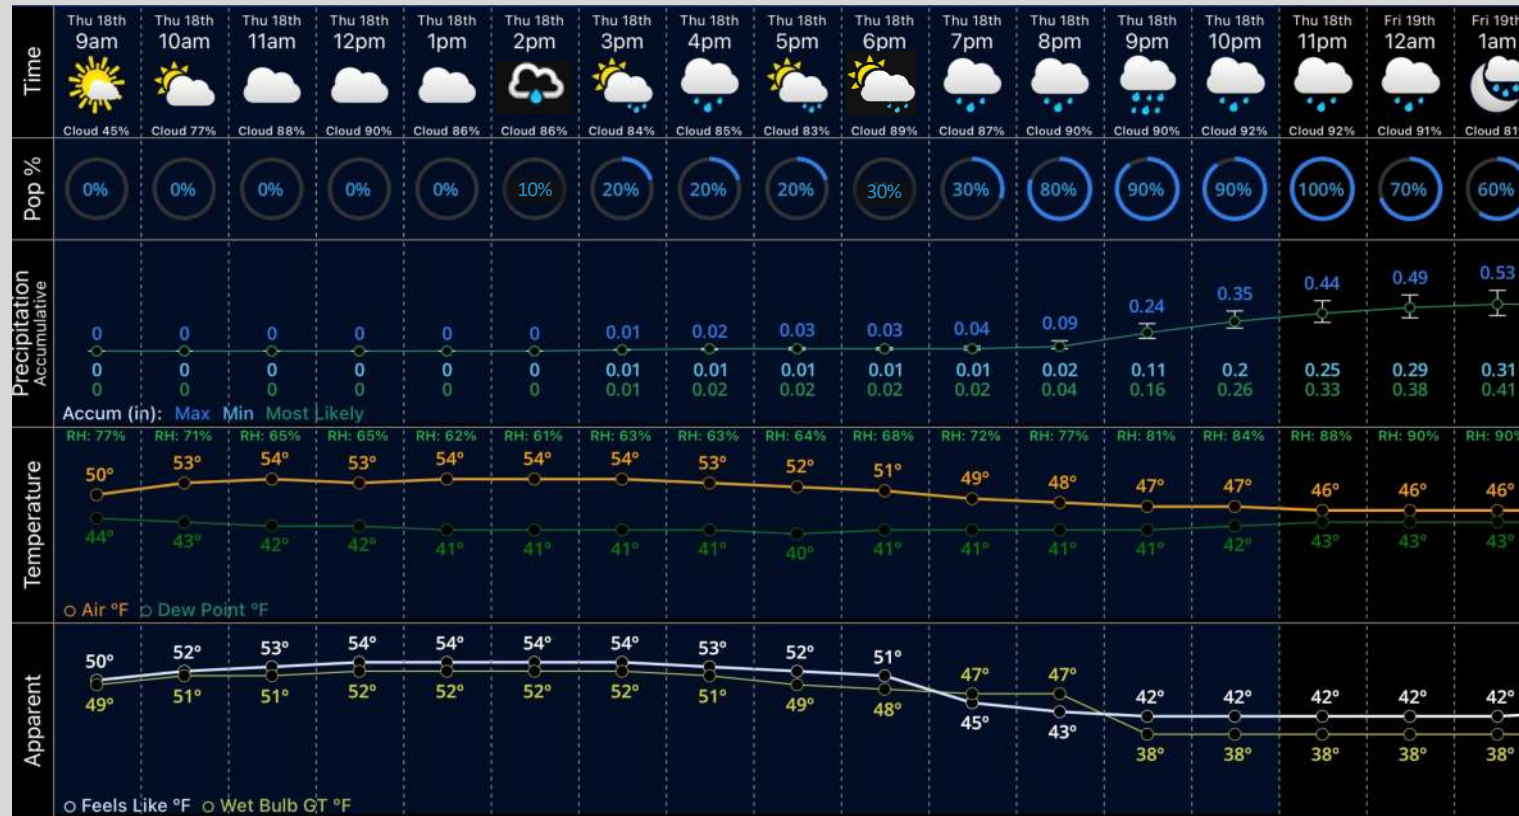 Time
Thu 18th Thu 18th Thu 18th Thu 18th Thu 18th Thu 18th Thu 18th Thu 18th Thu 18th Thu 18th Thu 18th Thu 18th Thu 18th Thu 18th Thu 18th Fri 19th Fri 19th
9am 10am 11am 12pm 1pm 2pm 3pm 4pm 5pm 6pm 7pm 8pm 9pm 10pm 11pm 12am 1am
Cloud 45% Cloud 77% Cloud 88% Cloud 90% Cloud 86% Cloud 86% Cloud 84% Cloud 85% Cloud 83% Cloud 89% Cloud 87% Cloud 90% Cloud 90% Cloud 92% Cloud 92% Cloud 91% Cloud 81%
Pop %
0% 0% 0% 0% 0% 10% 20% 20% 20% 30% 30% 80% 90% 90% 100% 70% 60%
Precipitation
Accumulative
0 0 0 0 0 0 0.01 0.02 0.03 0.03 0.04 0.09 0.24 0.35 0.44 0.49 0.53
0 0 0 0 0 0 0.01 0.01 0.01 0.01 0.01 0.02 0.11 0.2 0.25 0.29 0.31
0 0 0 0 0 0 0.01 0.02 0.02 0.02 0.02 0.04 0.16 0.26 0.33 0.38 0.41
Accum (in): Max Min Most Likely
Temperature
RH: 77% RH: 71% RH: 65% RH: 65% RH: 62% RH: 61% RH: 63% RH: 63% RH: 64% RH: 68% RH: 72% RH: 77% RH: 81% RH: 84% RH: 88% RH: 90% RH: 90%
50° 53° 54° 53° 54° 54° 54° 53° 52° 51° 49° 48° 47° 47° 46° 46° 46°
44° 43° 42° 42° 41° 41° 41° 41° 40° 41° 41° 41° 41° 42° 43° 43° 43°
Air °F Dew Point °F
Apparent
50° 52° 53° 54° 54° 54° 54° 53° 52° 51° 45° 43° 42° 42° 42° 42° 42°
49° 51° 51° 52° 52° 52° 52° 51° 49° 48° 47° 47° 38° 38° 38° 38° 38°
Feels Like °F Wet Bulb GT °F